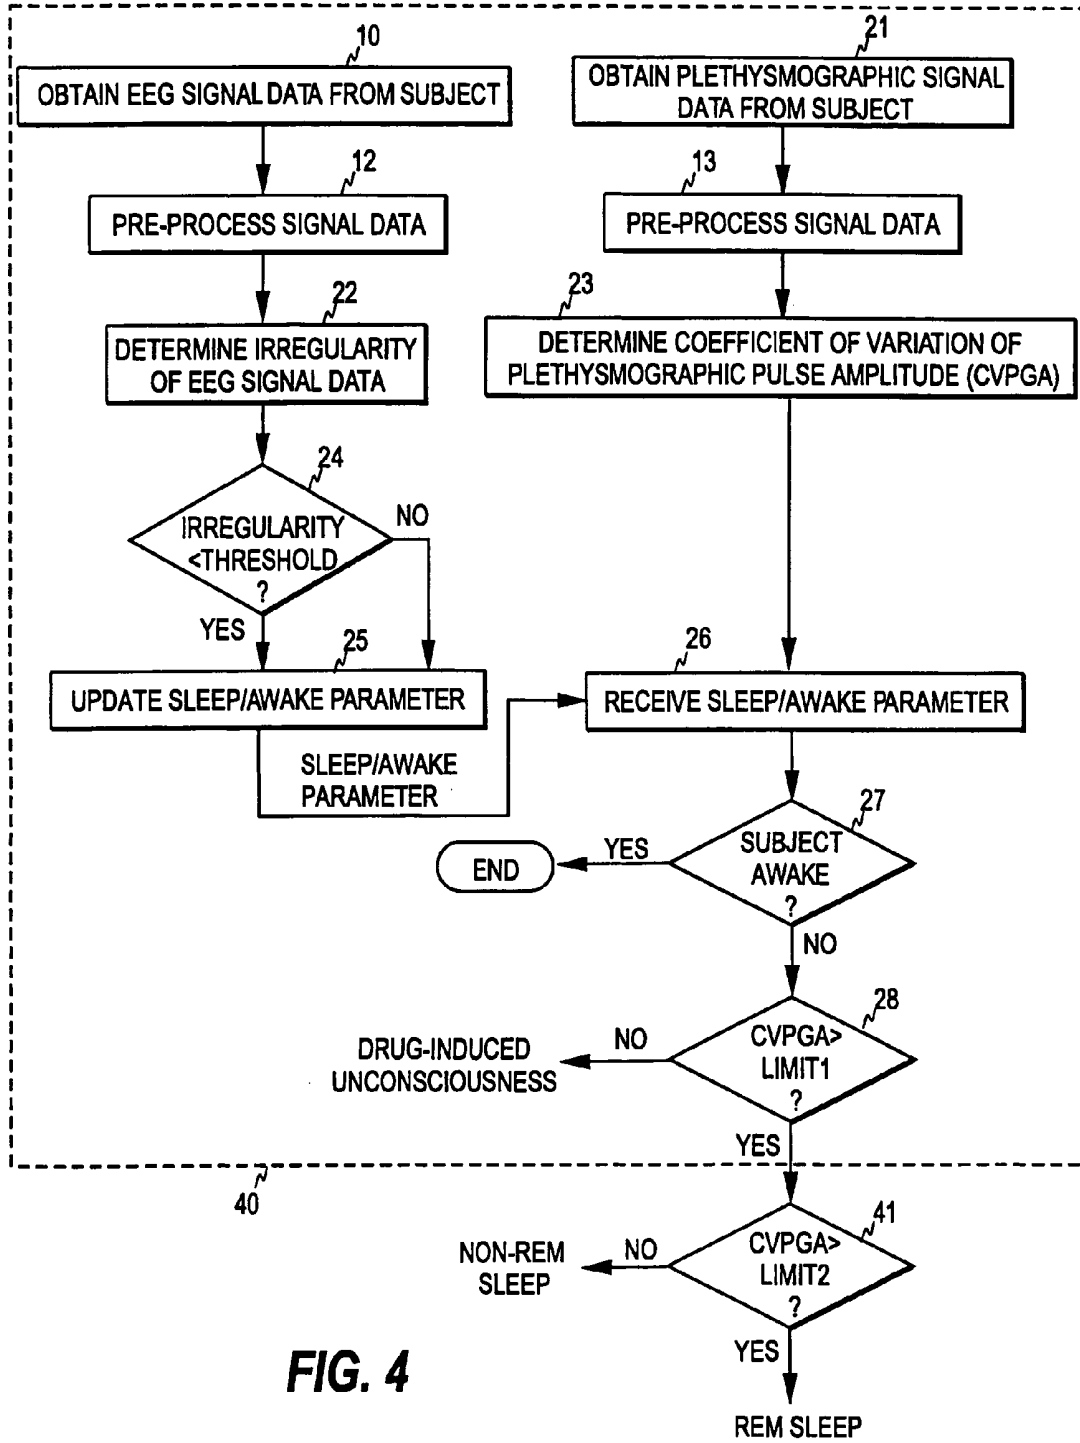 10
OBTAIN EEG SIGNAL DATA FROM SUBJECT
12
PRE-PROCESS SIGNAL DATA
22
DETERMINE IRREGULARITY
OF EEG SIGNAL DATA
24
IRREGULARITY
<THRESHOLD
?
NO
YES
25
UPDATE SLEEP/AWAKE PARAMETER
SLEEP/AWAKE
PARAMETER
21
OBTAIN PLETHYSMOGRAPHIC SIGNAL
DATA FROM SUBJECT
13
PRE-PROCESS SIGNAL DATA
23
DETERMINE COEFFICIENT OF VARIATION OF
PLETHYSMOGRAPHIC PULSE AMPLITUDE (CVPGA)
26
RECEIVE SLEEP/AWAKE PARAMETER
27
SUBJECT
AWAKE
?
YES
END
NO
28
CVPGA>
LIMIT1
?
NO
DRUG-INDUCED
UNCONSCIOUSNESS
YES
40
41
CVPGA>
LIMIT2
?
NO
NON-REM
SLEEP
YES
REM SLEEP
FIG. 4